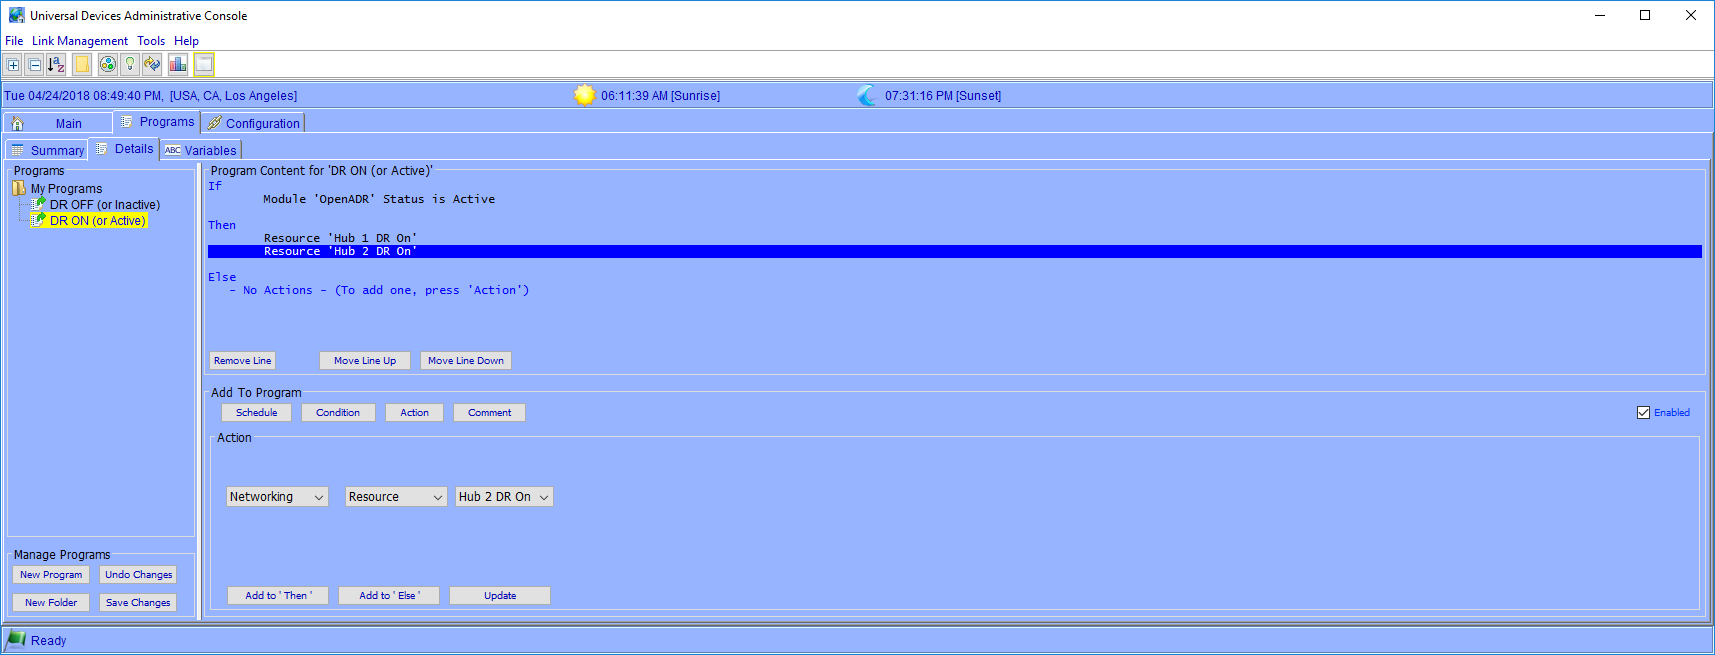 Universal Devices Administrative Console
File Link Management Tools Help
Tue 04/24/2018 08:49:40 PM, [USA, CA, Los Angeles] 06:11:39 AM [Sunrise] 07:31:16 PM [Sunset]
Main Programs Configuration
Summary Details ABC Variables
Programs
My Programs
DR OFF (or Inactive)
DR ON (or Active)
Manage Programs
New Program Undo Changes
New Folder Save Changes
Program Content for 'DR ON (or Active)'
If
Module 'OpenADR' Status is Active
Then
Resource 'Hub 1 DR On'
Resource 'Hub 2 DR On'
Else
- No Actions - (To add one, press 'Action')
Remove Line Move Line Up Move Line Down
Add To Program
Schedule Condition Action Comment Enabled
Action
Networking Resource Hub 2 DR On
Add to ' Then ' Add to ' Else ' Update
Ready